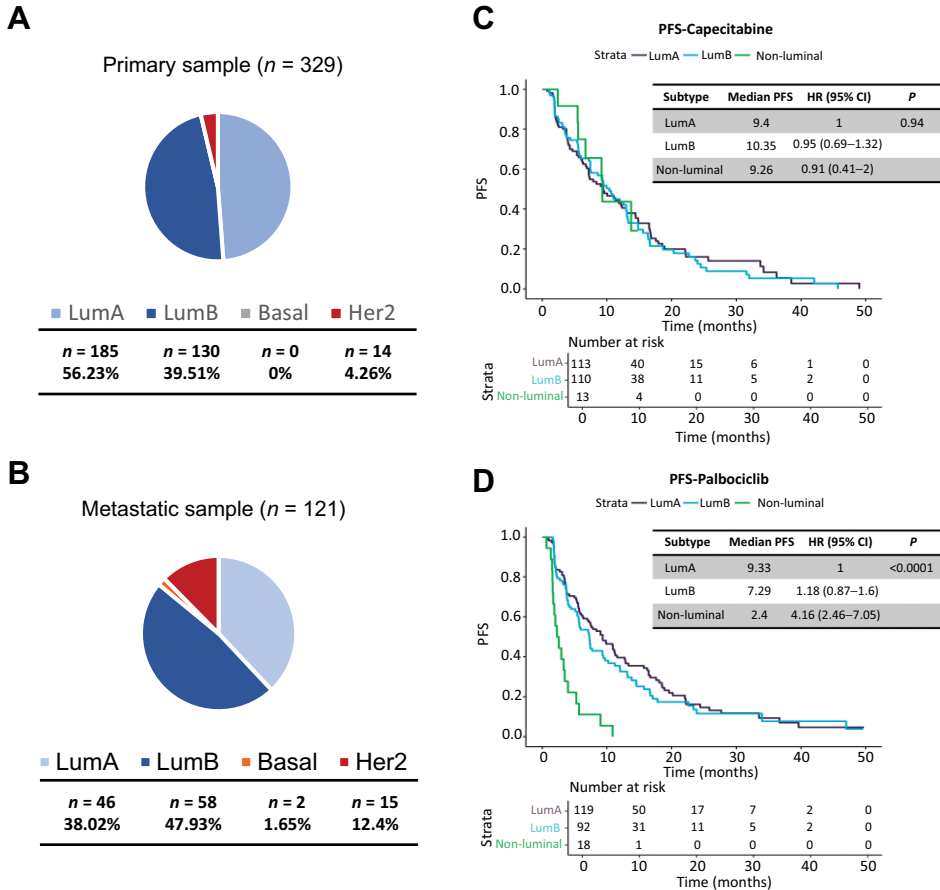 A
Primary sample (n = 329)
LumA LumB Basal Her2
n = 185 n = 130 n = 0 n = 14
56.23% 39.51% 0% 4.26%
B
Metastatic sample (n = 121)
LumA LumB Basal Her2
n = 46 n = 58 n = 2 n = 15
38.02% 47.93% 1.65% 12.4%
C
PFS-Capecitabine
Strata LumA LumB Non-luminal
Subtype Median PFS HR (95% CI) P
LumA 9.4 1 0.94
LumB 10.35 0.95 (0.69–1.32)
Non-luminal 9.26 0.91 (0.41–2)
PFS
1.0
0.8
0.6
0.4
0.2
0.0
0 10 20 30 40 50
Time (months)
Number at risk
Strata
LumA 113 40 15 6 1 0
LumB 110 38 11 5 2 0
Non-luminal 13 4 0 0 0 0
0 10 20 30 40 50
Time (months)
D
PFS-Palbociclib
Strata LumA LumB Non-luminal
Subtype Median PFS HR (95% CI) P
LumA 9.33 1 <0.0001
LumB 7.29 1.18 (0.87–1.6)
Non-luminal 2.4 4.16 (2.46–7.05)
PFS
1.0
0.8
0.6
0.4
0.2
0.0
0 10 20 30 40 50
Time (months)
Number at risk
Strata
LumA 119 50 17 7 2 0
LumB 92 31 11 5 2 0
Non-luminal 18 1 0 0 0 0
0 10 20 30 40 50
Time (months)